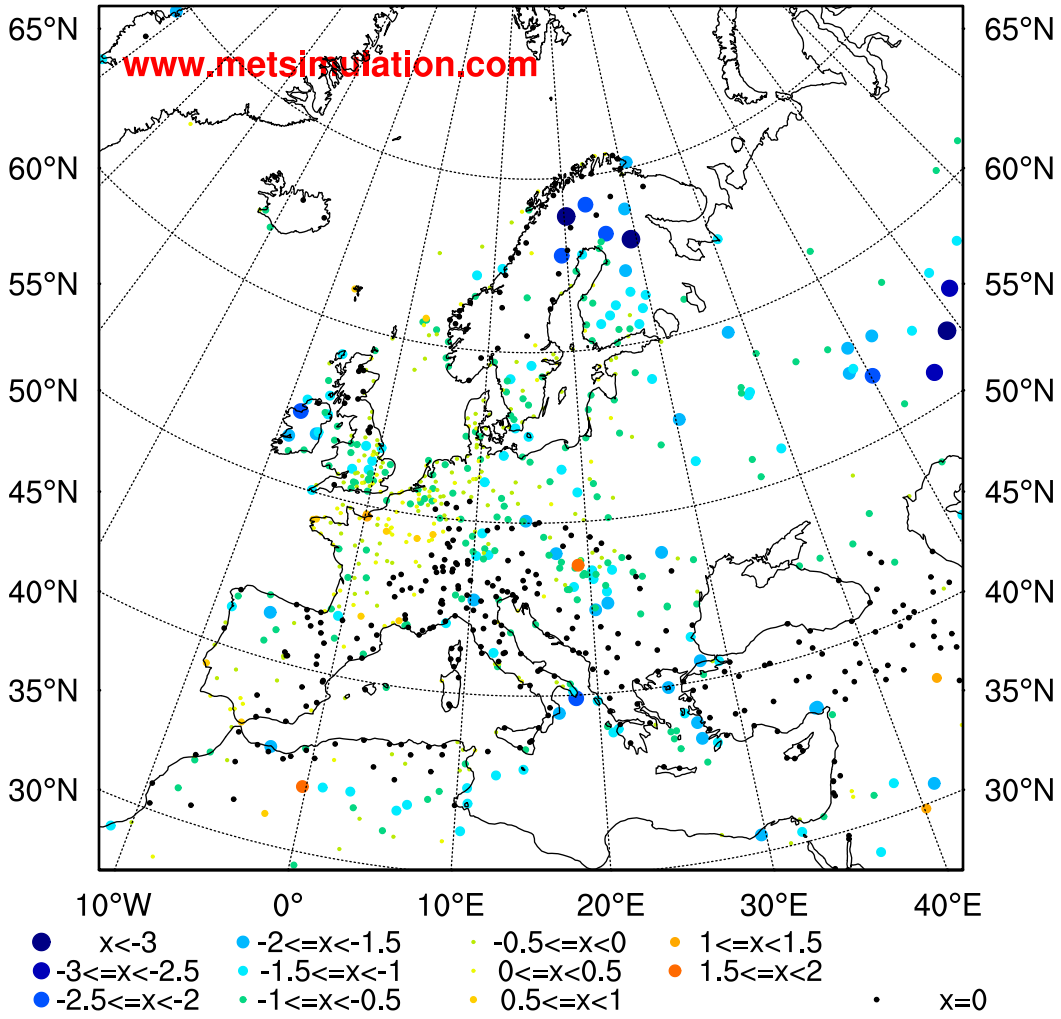 65°N 65°N
www.metsimulation.com
60°N 60°N
55°N 55°N
50°N 50°N
45°N 45°N
40°N 40°N
35°N 35°N
30°N 30°N
10°W 0° 10°E 20°E 30°E 40°E
x<-3 -2<=x<-1.5 -0.5<=x<0 1<=x<1.5
-3<=x<-2.5 -1.5<=x<-1 0<=x<0.5 1.5<=x<2
-2.5<=x<-2 -1<=x<-0.5 0.5<=x<1 x=0